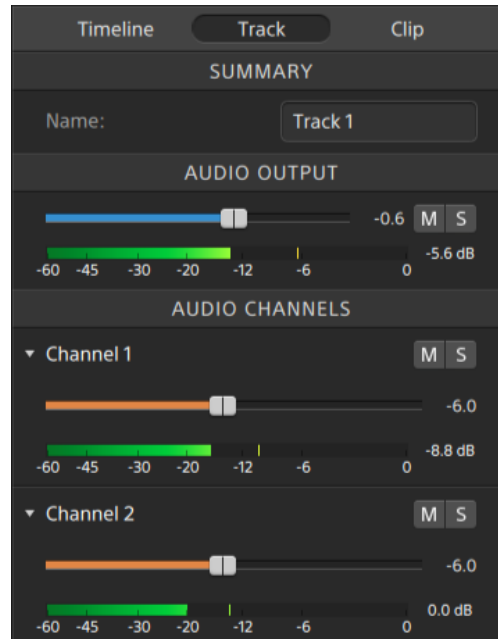 Timeline Track Clip
SUMMARY
Name: Track 1
AUDIO OUTPUT
-0.6 M S
-5.6 dB
-60 -45 -30 -20 -12 -6 0
AUDIO CHANNELS
Channel 1 M S
-6.0
-8.8 dB
-60 -45 -30 -20 -12 -6 0
Channel 2 M S
-6.0
0.0 dB
-60 -45 -30 -20 -12 -6 0